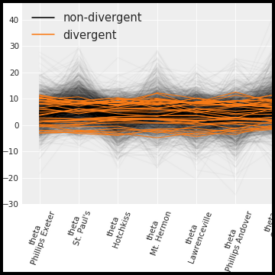 non-divergent
divergent
40
30
20
10
0
−10
−20
−30
theta
Phillips Exeter
theta
St. Paul's
theta
Hotchkiss
theta
Mt. Hermon
theta
Lawrenceville
theta
Phillips Andover
theta